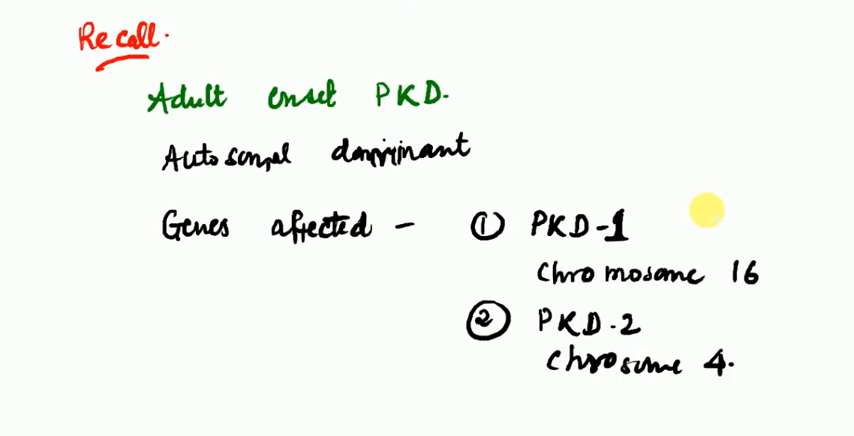 Recall.
Adult onset PKD.
Autosomal dominant
Genes affected - ① PKD-1
Chromosome 16
② PKD-2
Chrosome 4.